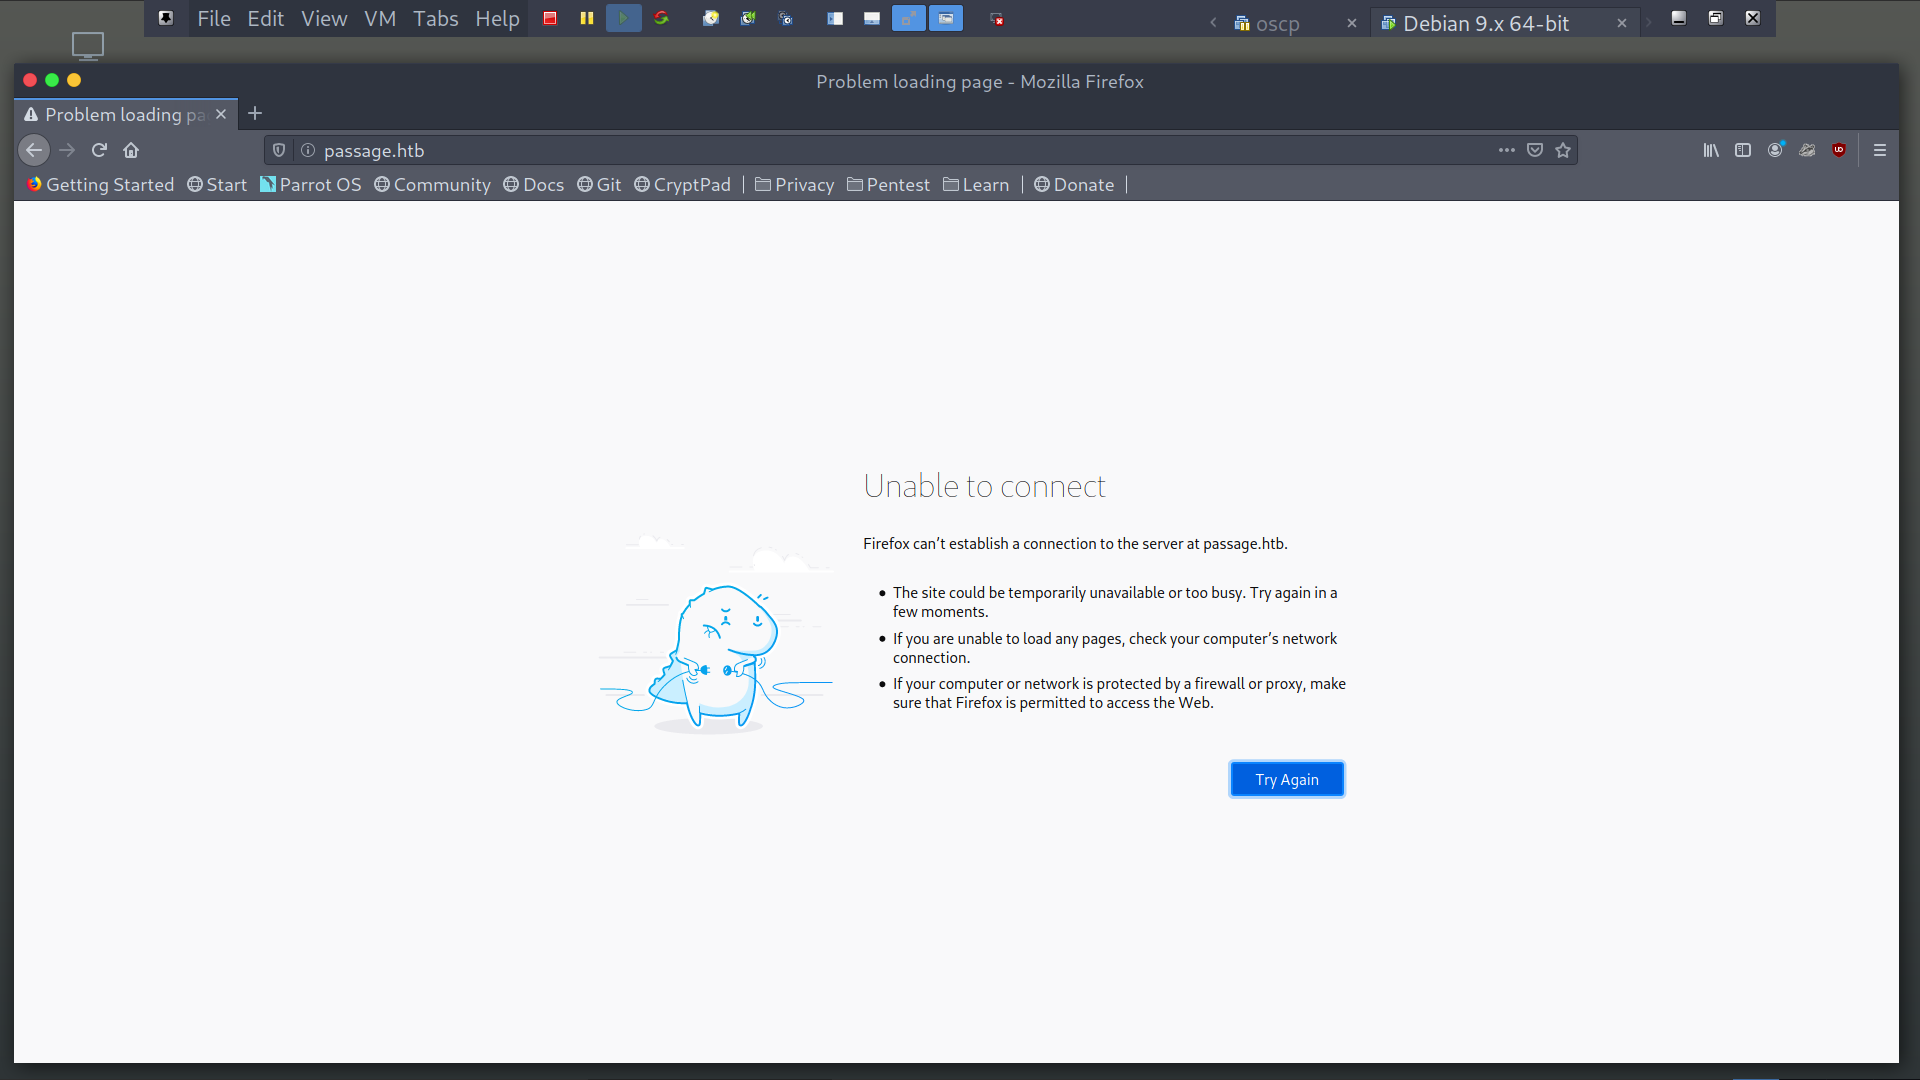 File Edit View VM Tabs Help
oscp
Debian 9.x 64-bit
Problem loading page - Mozilla Firefox
Problem loading pa
passage.htb
Getting Started Start Parrot OS Community Docs Git CryptPad Privacy Pentest Learn Donate
Unable to connect
Firefox can’t establish a connection to the server at passage.htb.
• The site could be temporarily unavailable or too busy. Try again in a
few moments.
• If you are unable to load any pages, check your computer’s network
connection.
• If your computer or network is protected by a firewall or proxy, make
sure that Firefox is permitted to access the Web.
Try Again